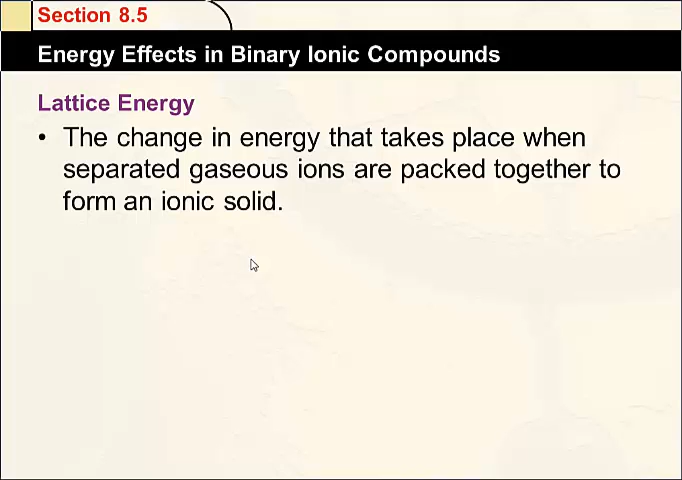 Section 8.5
Energy Effects in Binary Ionic Compounds
Lattice Energy
• The change in energy that takes place when
separated gaseous ions are packed together to
form an ionic solid.